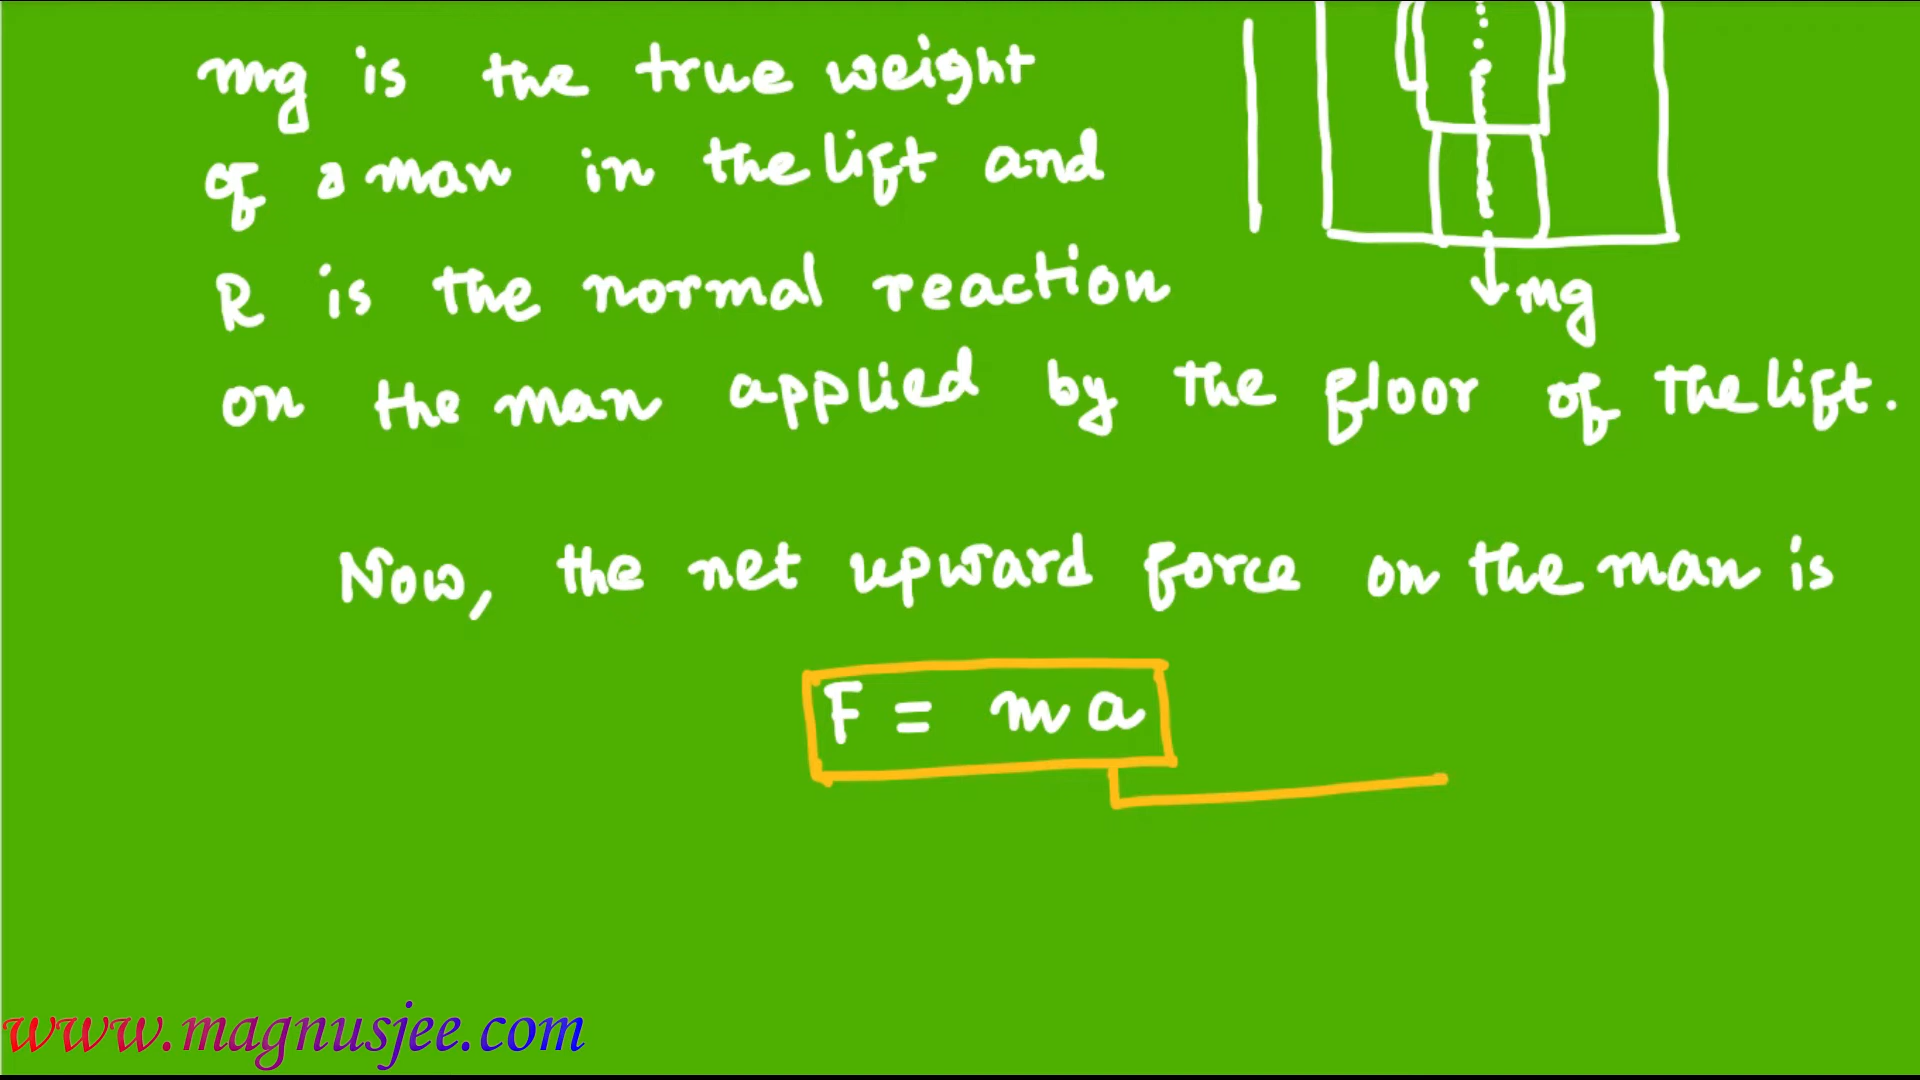 mg is the true weight
of a man in the lift and
R is the normal reaction
mg
on the man applied by the floor of the lift.
Now, the net upward force on the man is
F = ma
www.magnusjee.com